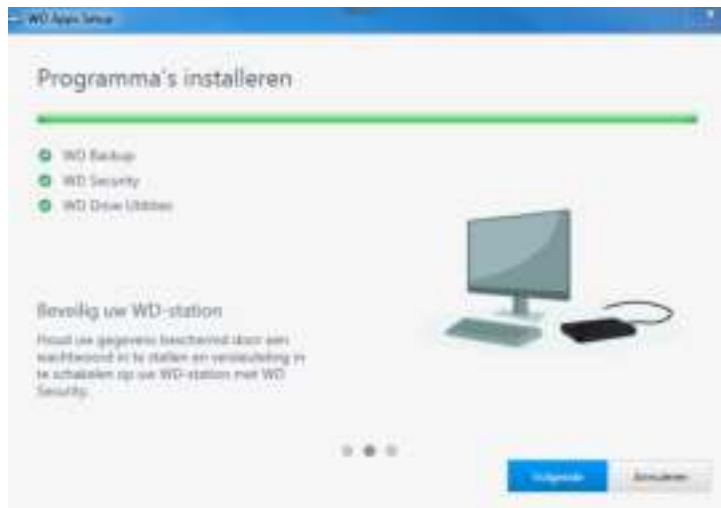 WD Apps Setup
Programma's installeren
WD Backup
WD Security
WD Drive Utilities
Beveilig uw WD-station
Houd uw gegevens beschermd door een
wachtwoord in te stellen en versleuteling in
te schakelen op uw WD-station met WD
Security.
Volgende
Annuleren